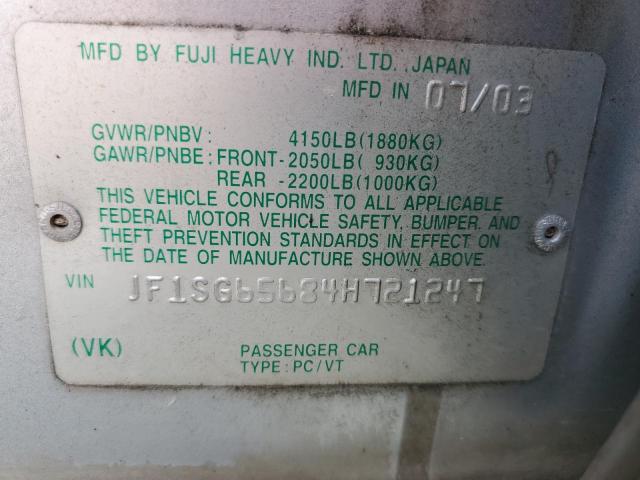 MFD BY FUJI HEAVY IND. LTD. JAPAN
MFD IN 07/03
GVWR/PNBV: 4150LB(1880KG)
GAWR/PNBE: FRONT-2050LB( 930KG)
REAR -2200LB(1000KG)
THIS VEHICLE CONFORMS TO ALL APPLICABLE
FEDERAL MOTOR VEHICLE SAFETY, BUMPER, AND
THEFT PREVENTION STANDARDS IN EFFECT ON
THE DATE OF MANUFACTURE SHOWN ABOVE.
VIN JF1SG65684H721247
(VK) PASSENGER CAR
TYPE: PC/VT